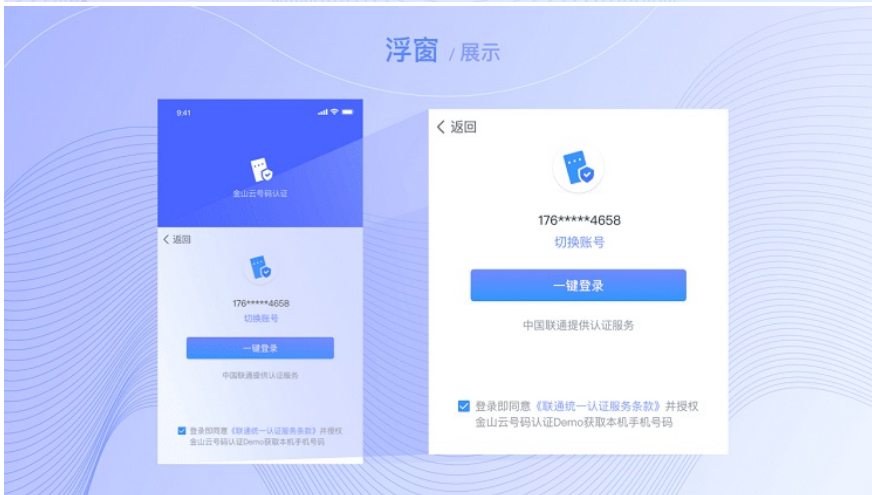 浮窗 / 展示
9:41
金山云号码认证
返回
176*****4658
切换账号
一键登录
中国联通提供认证服务
登录即同意《联通统一认证服务条款》并授权
金山云号码认证Demo获取本机手机号码
返回
176*****4658
切换账号
一键登录
中国联通提供认证服务
登录即同意《联通统一认证服务条款》并授权
金山云号码认证Demo获取本机手机号码